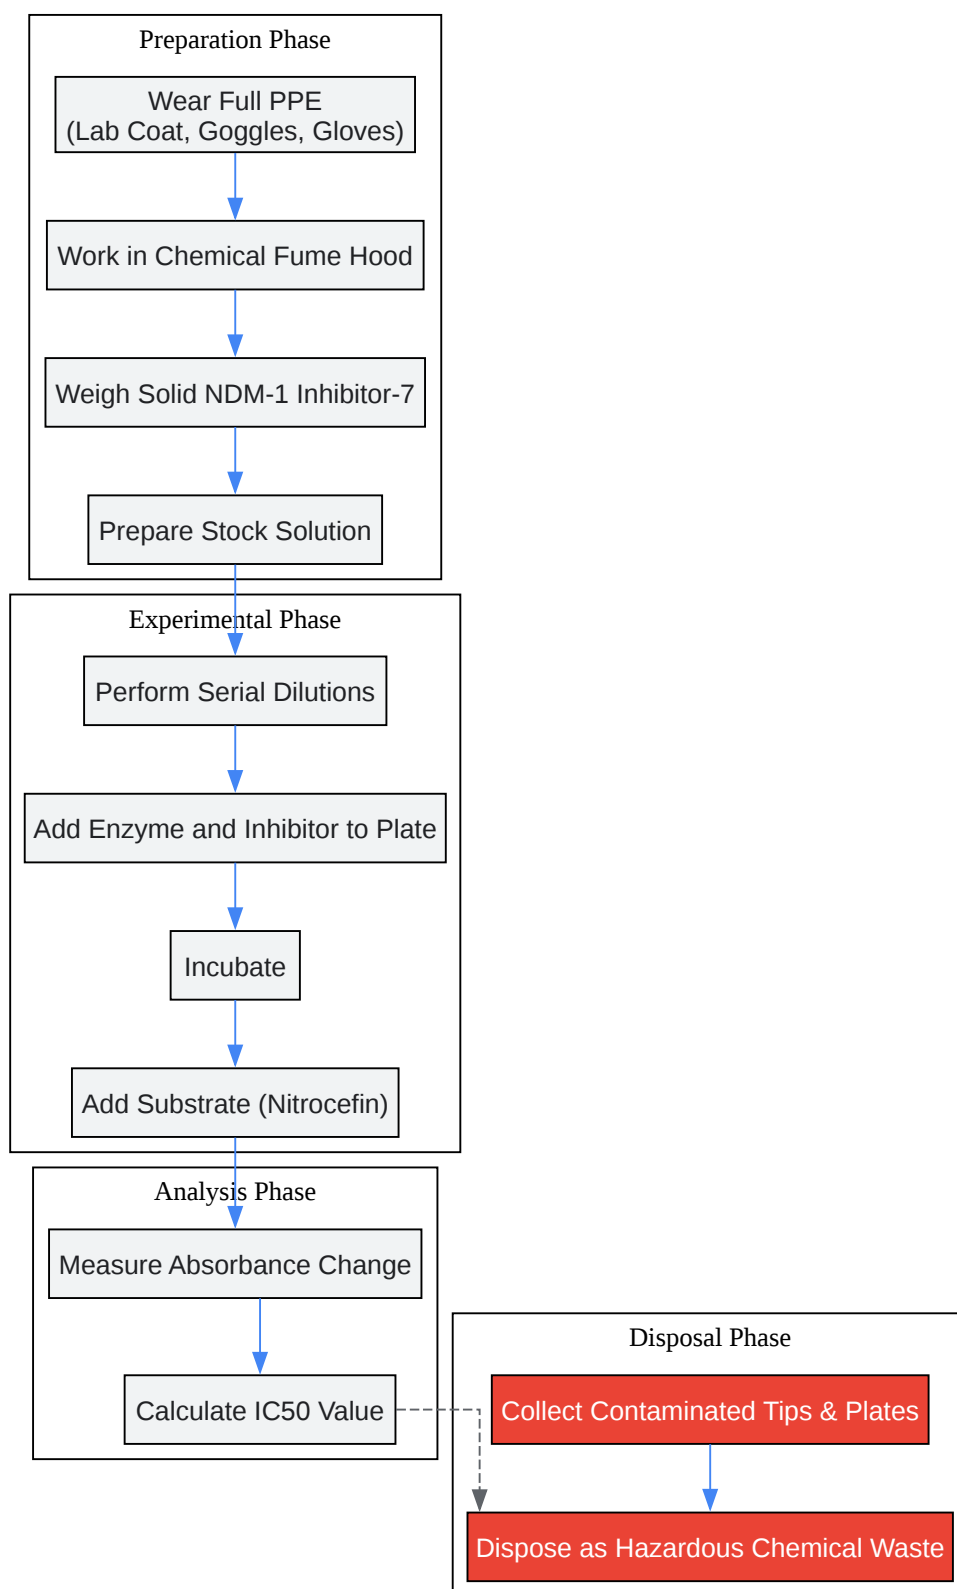 Preparation Phase
Wear Full PPE
(Lab Coat, Goggles, Gloves)
Work in Chemical Fume Hood
Weigh Solid NDM-1 Inhibitor-7
Prepare Stock Solution
Experimental Phase
Perform Serial Dilutions
Add Enzyme and Inhibitor to Plate
Incubate
Add Substrate (Nitrocefin)
Analysis Phase
Measure Absorbance Change
Calculate IC50 Value
Disposal Phase
Collect Contaminated Tips & Plates
Dispose as Hazardous Chemical Waste